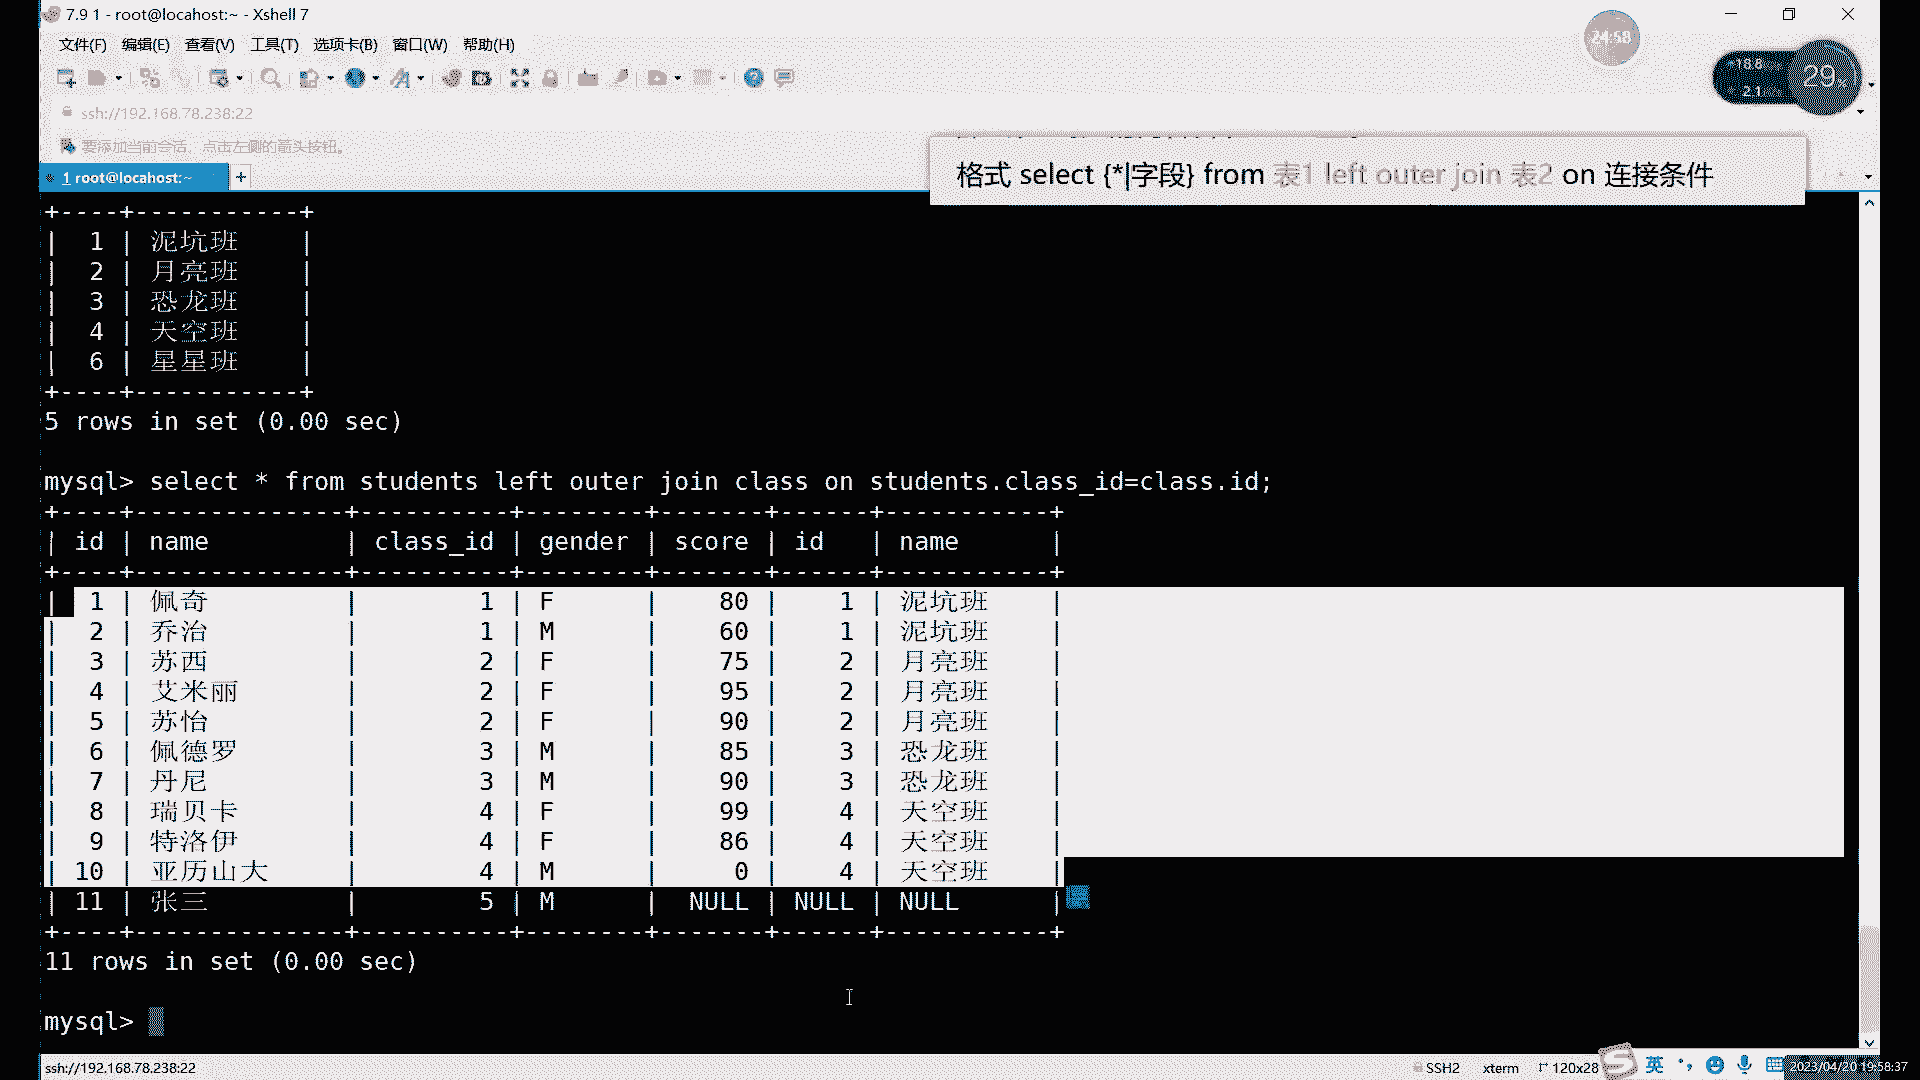 7.9 1 - root@locahost:~ - Xshell 7
文件(F) 编辑(E) 查看(V) 工具(T) 选项卡(B) 窗口(W) 帮助(H)
24:58
18.8
2.1
29
ssh://192.168.78.238:22
要添加当前会话，点击左侧的箭头按钮。
1 root@locahost:~
+
格式 select {*|字段} from 表1 left outer join 表2 on 连接条件
+----+-----------+
| 1 | 泥坑班 |
| 2 | 月亮班 |
| 3 | 恐龙班 |
| 4 | 天空班 |
| 6 | 星星班 |
+----+-----------+
5 rows in set (0.00 sec)
mysql> select * from students left outer join class on students.class_id=class.id;
+----+--------------+----------+--------+-------+------+-----------+
| id | name | class_id | gender | score | id | name |
+----+--------------+----------+--------+-------+------+-----------+
| 1 | 佩奇 | 1 | F | 80 | 1 | 泥坑班 |
| 2 | 乔治 | 1 | M | 60 | 1 | 泥坑班 |
| 3 | 苏西 | 2 | F | 75 | 2 | 月亮班 |
| 4 | 艾米丽 | 2 | F | 95 | 2 | 月亮班 |
| 5 | 苏怡 | 2 | F | 90 | 2 | 月亮班 |
| 6 | 佩德罗 | 3 | M | 85 | 3 | 恐龙班 |
| 7 | 丹尼 | 3 | M | 90 | 3 | 恐龙班 |
| 8 | 瑞贝卡 | 4 | F | 99 | 4 | 天空班 |
| 9 | 特洛伊 | 4 | F | 86 | 4 | 天空班 |
| 10 | 亚历山大 | 4 | M | 0 | 4 | 天空班 |
| 11 | 张三 | 5 | M | NULL | NULL | NULL |
+----+--------------+----------+--------+-------+------+-----------+
11 rows in set (0.00 sec)
mysql>
ssh://192.168.78.238:22 SSH2 xterm 120x28
英
2023/04/20 19:58:37